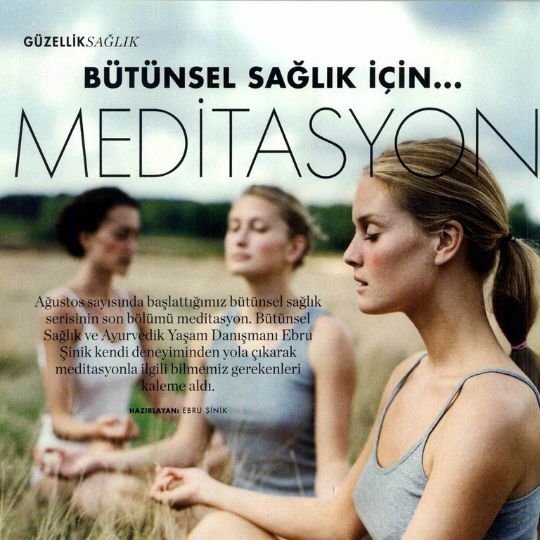 GÜZELLİKSAĞLIK
BÜTÜNSEL SAĞLIK İÇİN...
MEDİTASYON
Ağustos sayısında başlattığımız bütünsel sağlık
serisinin son bölümü meditasyon. Bütünsel
Sağlık ve Ayurvedik Yaşam Danışmanı Ebru
Şinik kendi deneyiminden yola çıkarak
meditasyonla ilgili bilmemiz gerekenleri
kaleme aldı.
HAZIRLAYAN: EBRU ŞİNİK